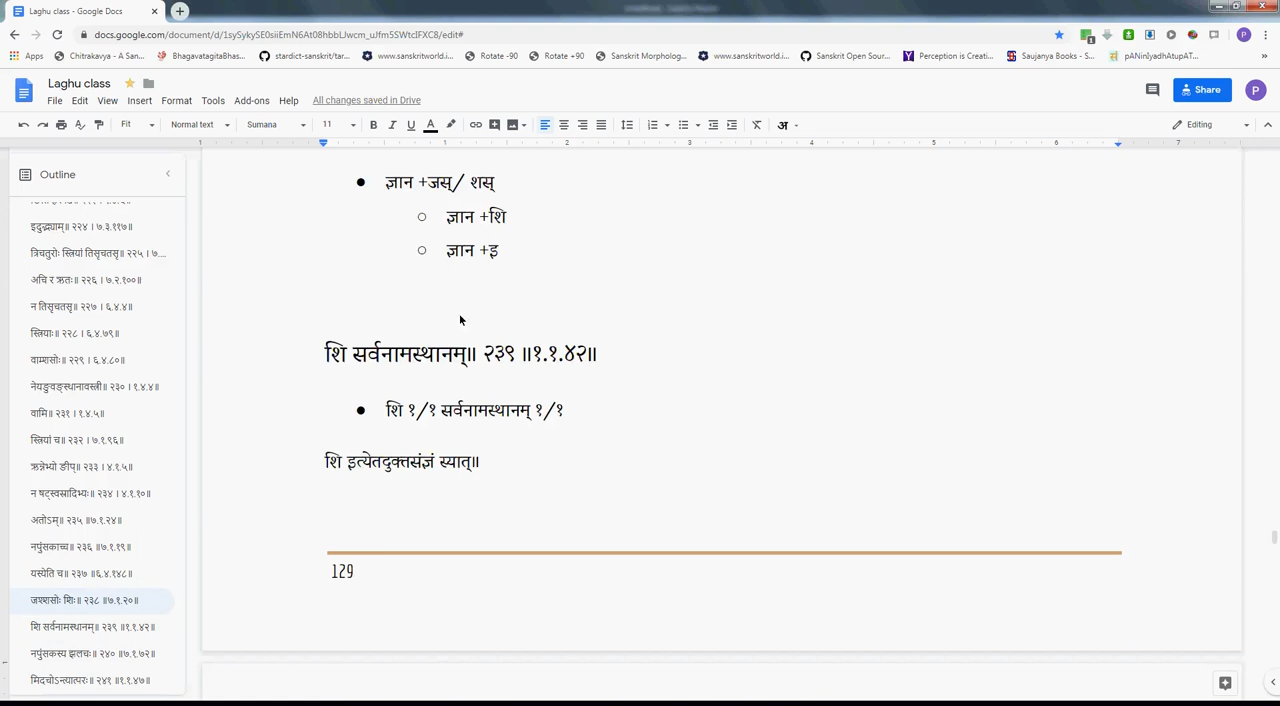 Laghu class - Google Docs
docs.google.com/document/d/1sySykySE0siiEmN6At08hbbLJwcm_uJfm5SWtcIFXC8/edit#
Apps Chitrakavya - A San... BhagavatagitaBhas... stardict-sanskrit/tar... www.sanskritworld.i... Rotate -90 Rotate +90 Sanskrit Morpholog... www.sanskritworld.i... Sanskrit Open Sour... Perception is Creati... Saujanya Books - S... pANinIyadhAtupAT...
Laghu class
File Edit View Insert Format Tools Add-ons Help All changes saved in Drive
Share
Fit Normal text Sumana 11 B I U A अ Editing
1 1 2 3 4 5 6 7
Outline
इदुद्भ्याम्॥ २२४ । ७.३.११७॥
त्रिचतुरोः स्त्रियां तिसृचतसृ॥ २२५ । ७....
अचि र ऋतः॥ २२६ । ७.२.१००॥
न तिसृचतसृ॥ २२७ । ६.४.४॥
स्त्रियाः॥ २२८ । ६.४.७९॥
वाम्शसोः॥ २२९ । ६.४.८०॥
नेयङुवङ्स्थानावस्त्री॥ २३० । १.४.४॥
वामि॥ २३१ । १.४.५॥
स्त्रियां च॥ २३२ । ७.१.९६॥
ऋन्नेभ्यो ङीप्॥ २३३ । ४.१.५॥
न षट्स्वस्रादिभ्यः॥ २३४ । ४.१.१०॥
अतोऽम्॥ २३५ ॥७.१.२४॥
नपुंसकाच्च॥ २३६ ॥७.१.१९॥
यस्येति च॥ २३७ ॥६.४.१४८॥
जश्शसोः शिः॥ २३८ ॥७.१.२०॥
शि सर्वनामस्थानम्॥ २३९ ॥१.१.४२॥
नपुंसकस्य झलचः॥ २४० ॥७.१.७२॥
मिदचोऽन्त्यात्परः॥ २४१ ॥१.१.४७॥
ज्ञान +जस्/ शस्
ज्ञान +शि
ज्ञान +इ
शि सर्वनामस्थानम्॥ २३९ ॥१.१.४२॥
शि १/१ सर्वनामस्थानम् १/१
शि इत्येतदुक्तसंज्ञं स्यात्॥
129